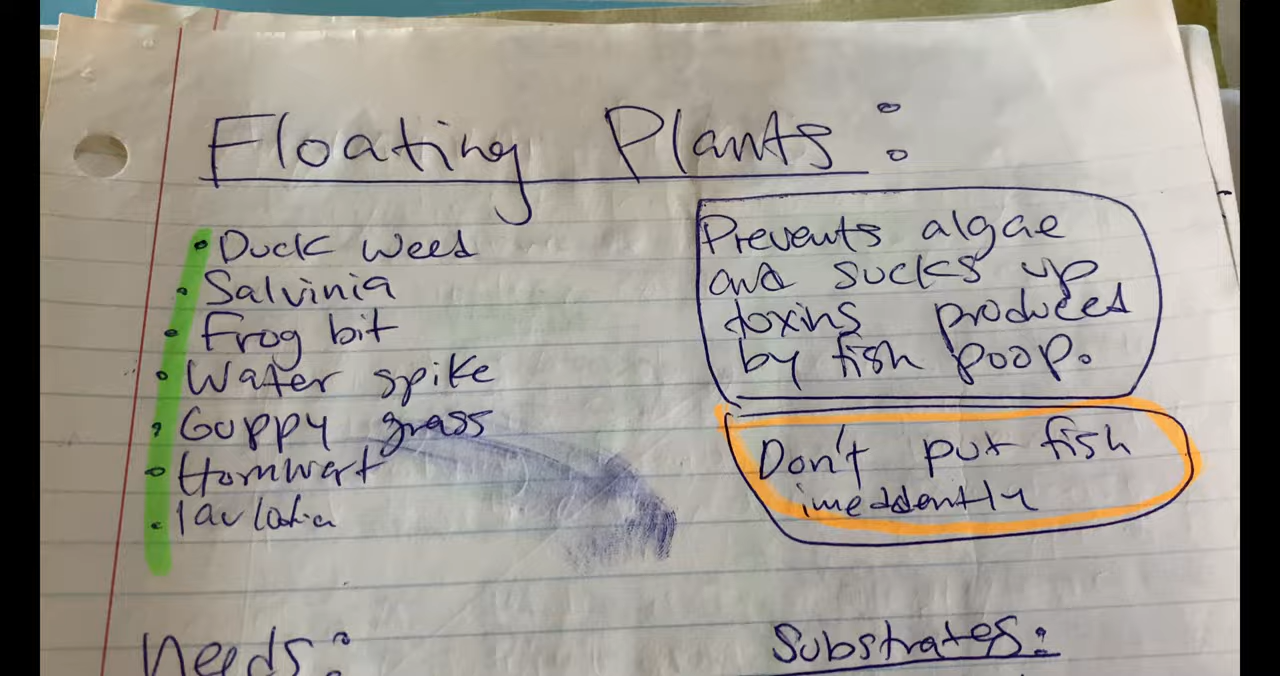 Floating Plants:
• Duck weed
• Salvinia
• Frog bit
• Water spike
• Guppy grass
• Hornwort
Prevents algae
and sucks up
toxins produced
by fish poop.
Don't put fish
imeddently
Needs:
Substrates: